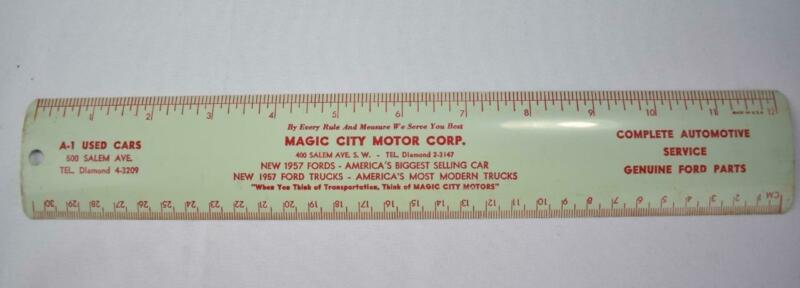 1 2 3 4 5 6 7 8 9 10 11 12
MADE IN U.S.A.
By Every Rule And Measure We Serve You Best
A-1 USED CARS
500 SALEM AVE.
TEL. Diamond 4-3209
MAGIC CITY MOTOR CORP.
400 SALEM AVE. S. W. - TEL. Diamond 2-3147
NEW 1957 FORDS - AMERICA'S BIGGEST SELLING CAR
NEW 1957 FORD TRUCKS - AMERICA'S MOST MODERN TRUCKS
"When You Think of Transportation, Think of MAGIC CITY MOTORS"
COMPLETE AUTOMOTIVE
SERVICE
GENUINE FORD PARTS
30 29 28 27 26 25 24 23 22 21 20 19 18 17 16 15 14 13 12 11 10 9 8 7 6 5 4 3 2 1 CM